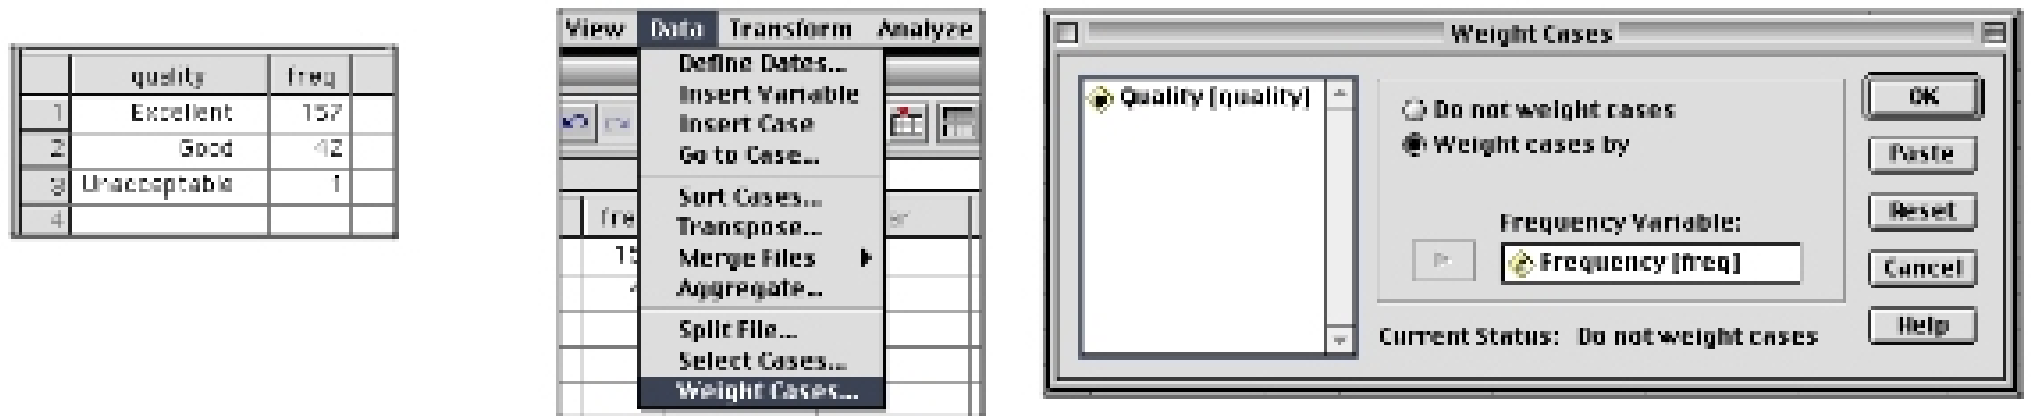 quality freq
1 Excellent 157
2 Good 42
3 Unacceptable 1
4
View Data Transform Analyze
Define Dates...
Insert Variable
Insert Case
Go to Case...
Sort Cases...
Transpose...
Merge Files
Aggregate...
Split File...
Select Cases...
Weight Cases...
fre
Weight Cases
Quality [quality]
Do not weight cases
Weight cases by
Frequency Variable:
Frequency [freq]
Current Status: Do not weight cases
OK
Paste
Reset
Cancel
Help